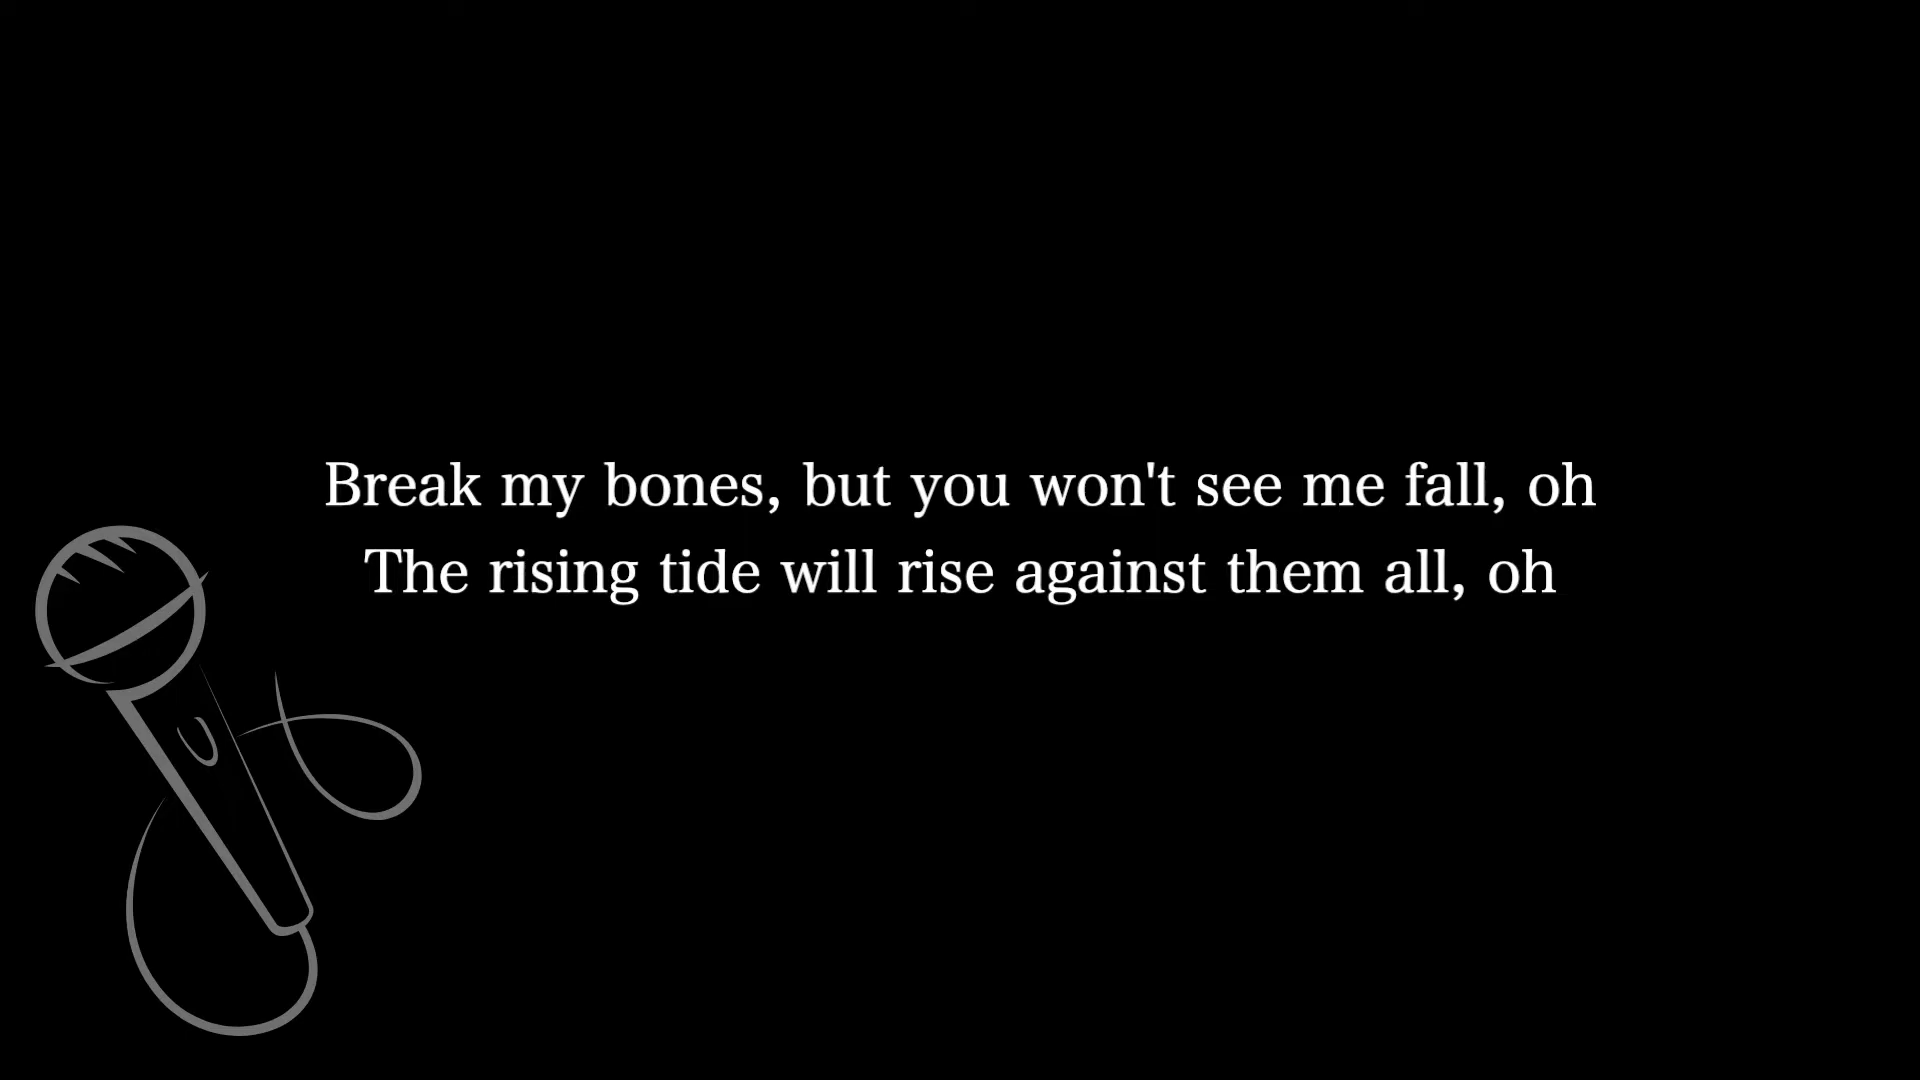 Break my bones, but you won't see me fall, oh
The rising tide will rise against them all, oh